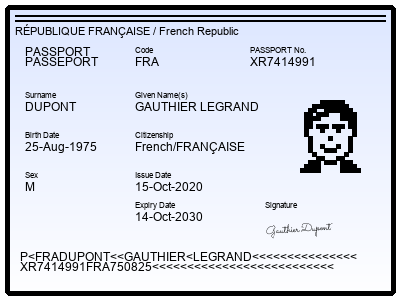 RÉPUBLIQUE FRANÇAISE / French Republic
PASSPORT Code PASSPORT No.
PASSEPORT FRA XR7414991
Surname Given Name(s)
DUPONT GAUTHIER LEGRAND
Birth Date Citizenship
25-Aug-1975 French/FRANÇAISE
Sex Issue Date
M 15-Oct-2020
Expiry Date Signature
14-Oct-2030
Gauthier Dupont
P<FRADUPONT<<GAUTHIER<LEGRAND<<<<<<<<<<<<<<<
XR7414991FRA750825<<<<<<<<<<<<<<<<<<<<<<<<<<